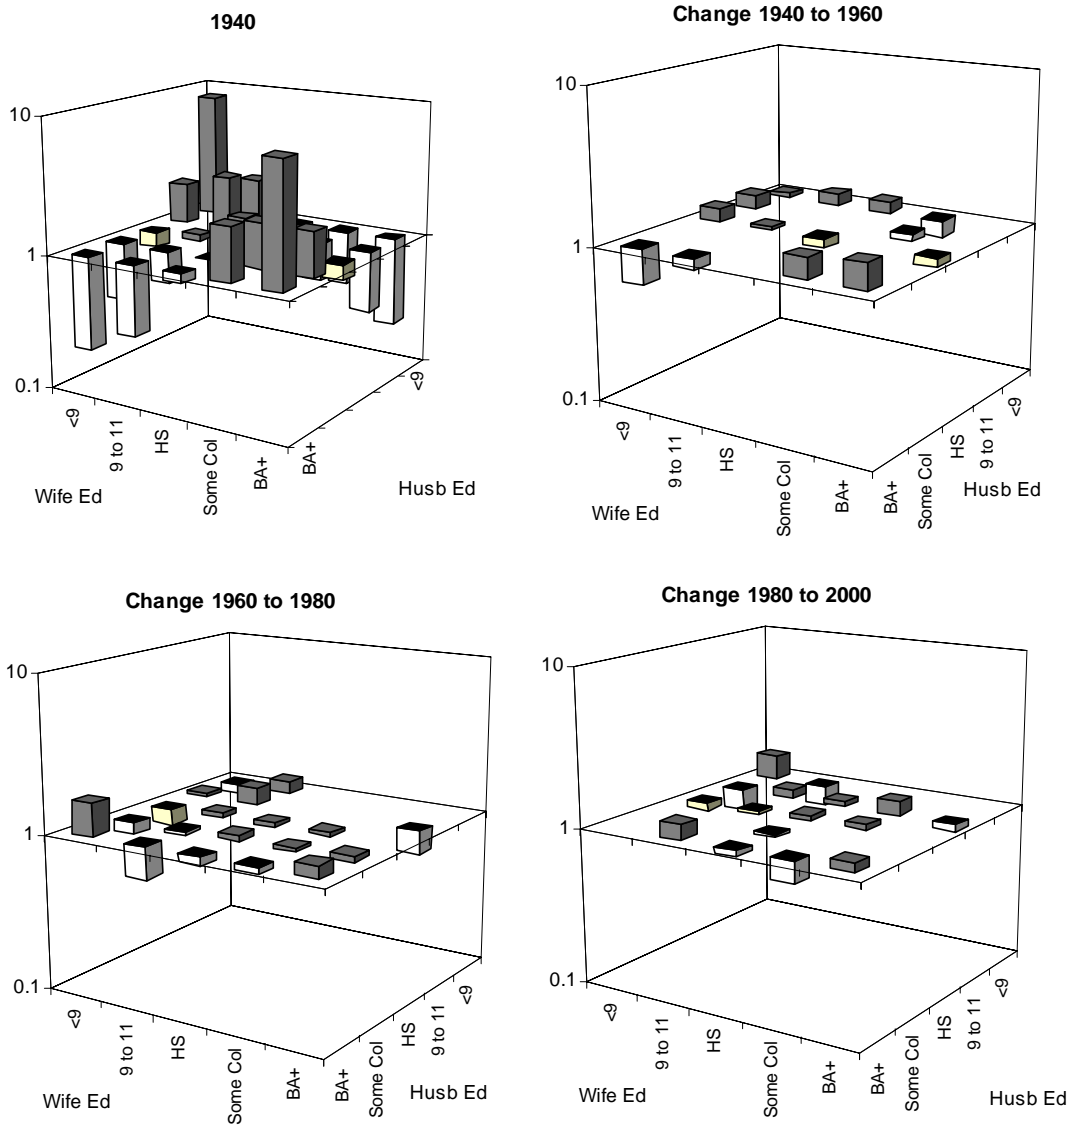 1940
10
1
0.1
<9
9 to 11
HS
Some Col
BA+
BA+
<9
Wife Ed
Husb Ed
Change 1940 to 1960
10
1
0.1
<9
9 to 11
HS
Some Col
BA+
BA+
Some Col
HS
9 to 11
<9
Wife Ed
Husb Ed
Change 1960 to 1980
10
1
0.1
<9
9 to 11
HS
Some Col
BA+
BA+
Some Col
HS
9 to 11
<9
Wife Ed
Husb Ed
Change 1980 to 2000
10
1
0.1
<9
9 to 11
HS
Some Col
BA+
BA+
Some Col
HS
9 to 11
<9
Wife Ed
Husb Ed